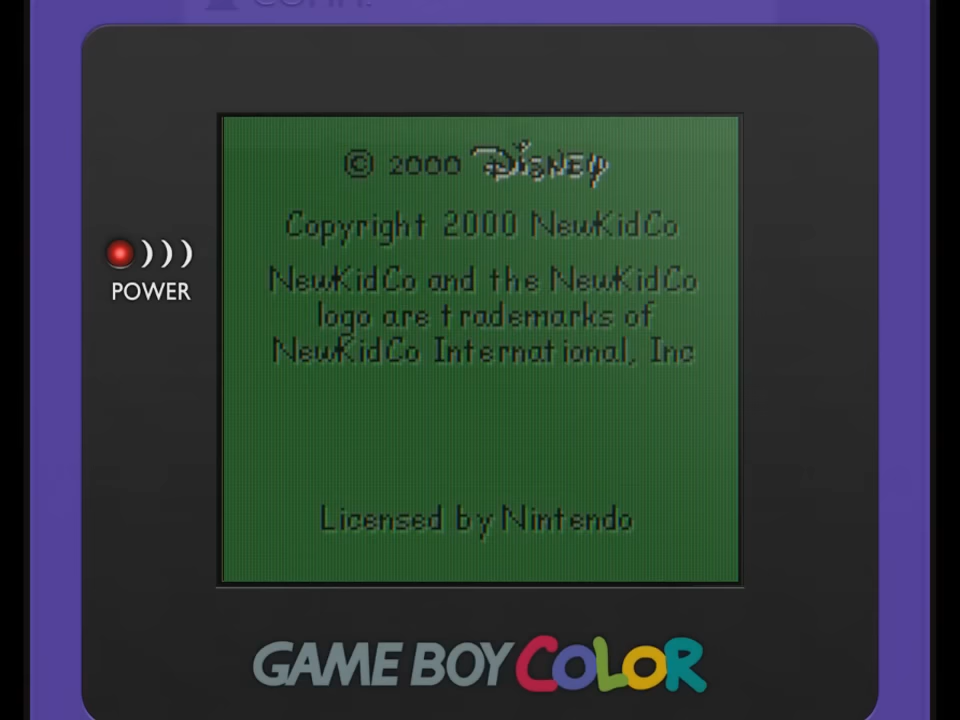 COMM.
© 2000 Disney
Copyright 2000 NewKidCo
NewKidCo and the NewKidCo
logo are trademarks of
NewKidCo International, Inc
Licensed by Nintendo
POWER
GAME BOY COLOR